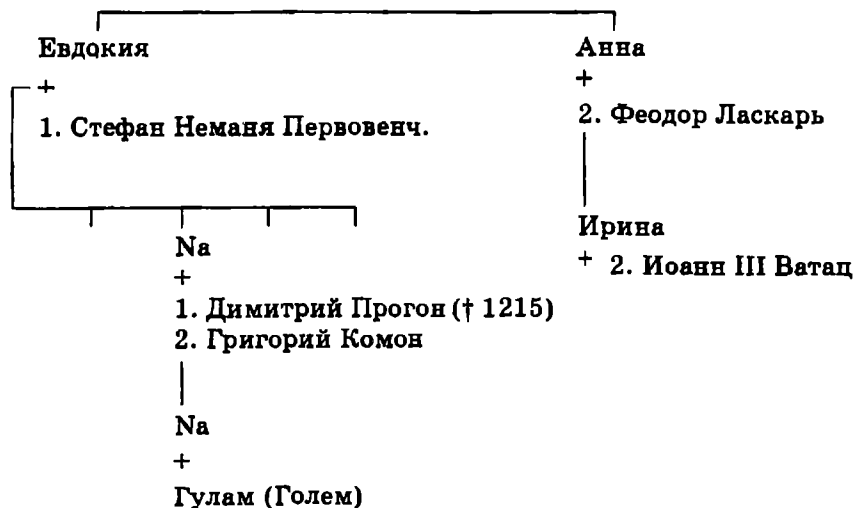 Евдокия
+
1. Стефан Неманя Первовенч.
Na
+
1. Димитрий Прогон († 1215)
2. Григорий Комон
Na
+
Гулам (Голем)
Анна
+
2. Феодор Ласкарь
Ирина
+ 2. Иоанн III Ватац